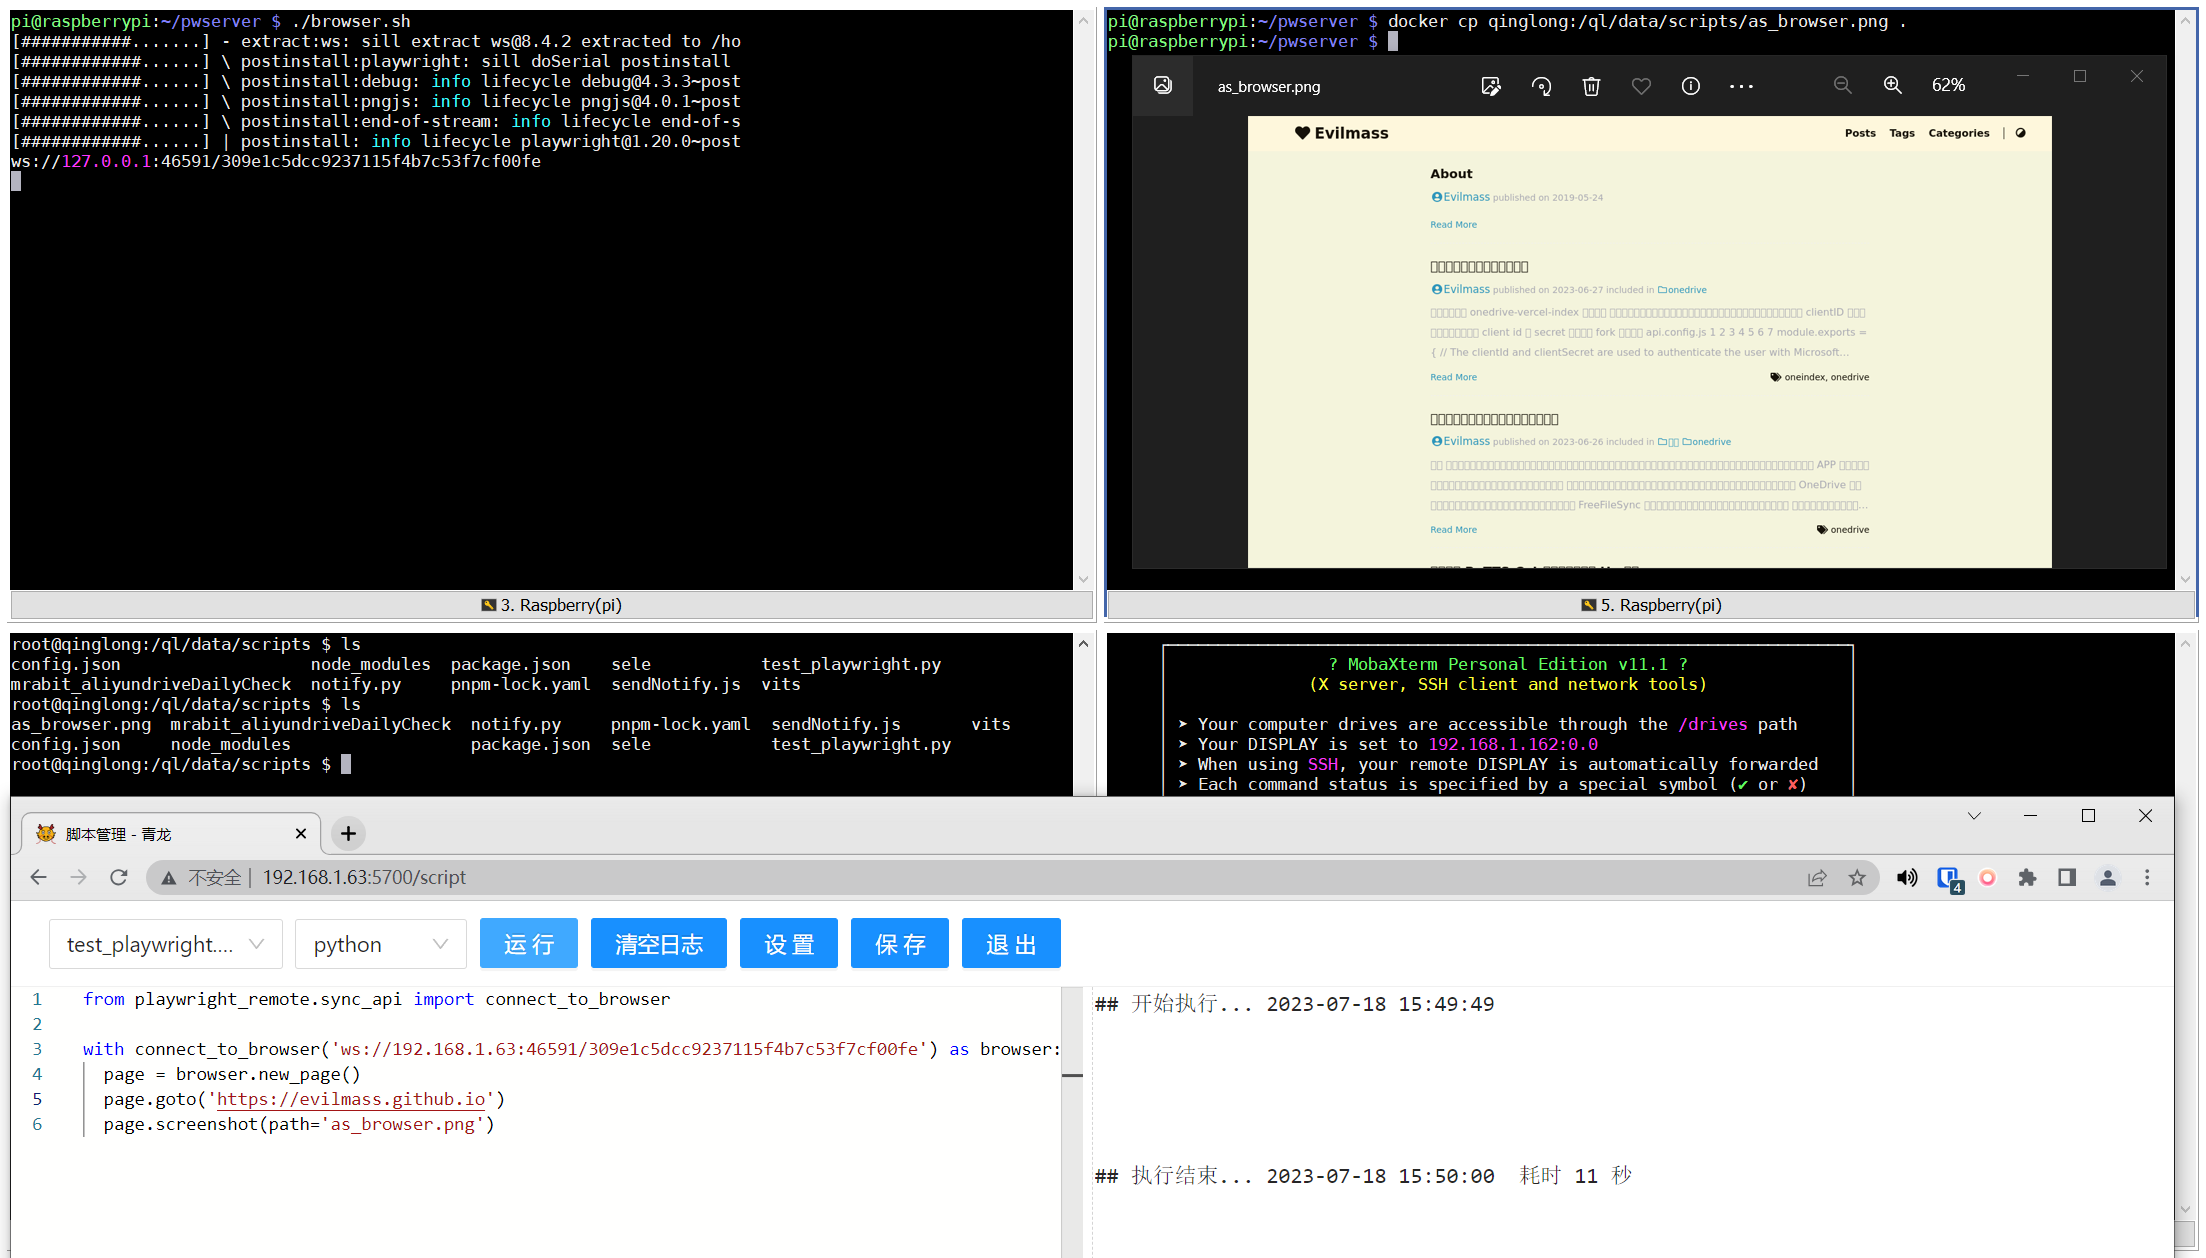 pi@raspberrypi:~/pwserver $ ./browser.sh
[###########.......] - extract:ws: sill extract ws@8.4.2 extracted to /ho
[############......] \ postinstall:playwright: sill doSerial postinstall
[############......] \ postinstall:debug: info lifecycle debug@4.3.3~post
[############......] \ postinstall:pngjs: info lifecycle pngjs@4.0.1~post
[############......] \ postinstall:end-of-stream: info lifecycle end-of-s
[############......] | postinstall: info lifecycle playwright@1.20.0~post
ws://127.0.0.1:46591/309e1c5dcc9237115f4b7c53f7cf00fe
3. Raspberry(pi)
pi@raspberrypi:~/pwserver $ docker cp qinglong:/ql/data/scripts/as_browser.png .
pi@raspberrypi:~/pwserver $
as_browser.png
62%
Evilmass
Posts Tags Categories |
About
Evilmass published on 2019-05-24
Read More
Evilmass published on 2023-06-27 included in onedrive
onedrive-vercel-index clientID
client id secret fork api.config.js 1 2 3 4 5 6 7 module.exports =
{ // The clientId and clientSecret are used to authenticate the user with Microsoft...
Read More
oneindex, onedrive
Evilmass published on 2023-06-26 included in onedrive
APP
OneDrive
FreeFileSync ...
Read More
onedrive
5. Raspberry(pi)
root@qinglong:/ql/data/scripts $ ls
config.json node_modules package.json sele test_playwright.py
mrabit_aliyundriveDailyCheck notify.py pnpm-lock.yaml sendNotify.js vits
root@qinglong:/ql/data/scripts $ ls
as_browser.png mrabit_aliyundriveDailyCheck notify.py pnpm-lock.yaml sendNotify.js vits
config.json node_modules package.json sele test_playwright.py
root@qinglong:/ql/data/scripts $
? MobaXterm Personal Edition v11.1 ?
(X server, SSH client and network tools)
➤ Your computer drives are accessible through the /drives path
➤ Your DISPLAY is set to 192.168.1.162:0.0
➤ When using SSH, your remote DISPLAY is automatically forwarded
➤ Each command status is specified by a special symbol (✔ or ✘)
脚本管理 - 青龙
不安全 | 192.168.1.63:5700/script
4
test_playwright.... python 运 行 清空日志 设 置 保 存 退 出
1 from playwright_remote.sync_api import connect_to_browser
2
3 with connect_to_browser('ws://192.168.1.63:46591/309e1c5dcc9237115f4b7c53f7cf00fe') as browser:
4 page = browser.new_page()
5 page.goto('https://evilmass.github.io')
6 page.screenshot(path='as_browser.png')
## 开始执行... 2023-07-18 15:49:49
## 执行结束... 2023-07-18 15:50:00 耗时 11 秒